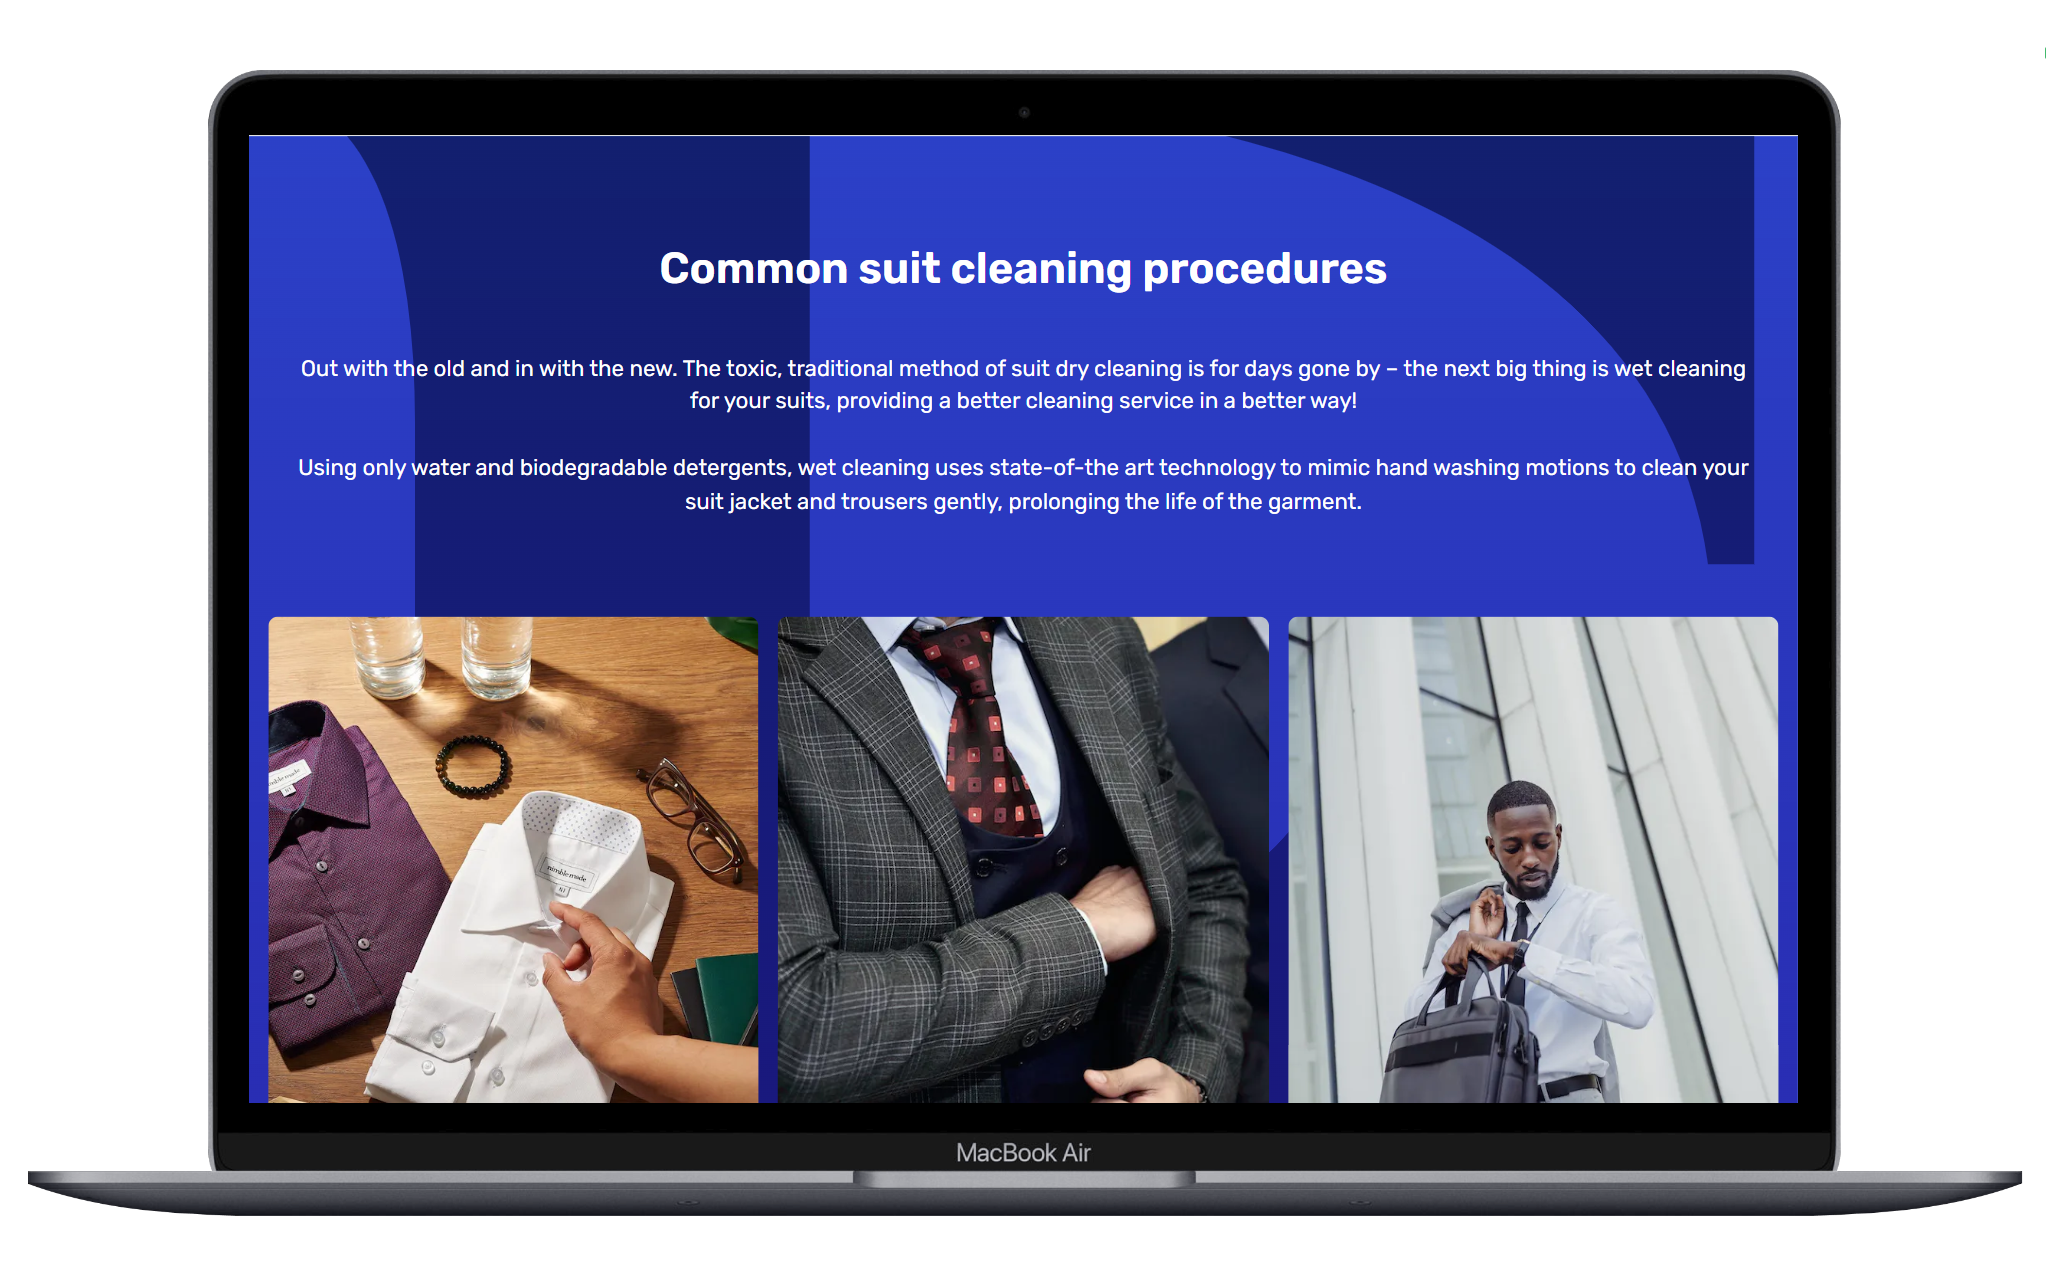 Common suit cleaning procedures
Out with the old and in with the new. The toxic, traditional method of suit dry cleaning is for days gone by – the next big thing is wet cleaning
for your suits, providing a better cleaning service in a better way!
Using only water and biodegradable detergents, wet cleaning uses state-of-the art technology to mimic hand washing motions to clean your
suit jacket and trousers gently, prolonging the life of the garment.
nimble made
nimble made
MacBook Air